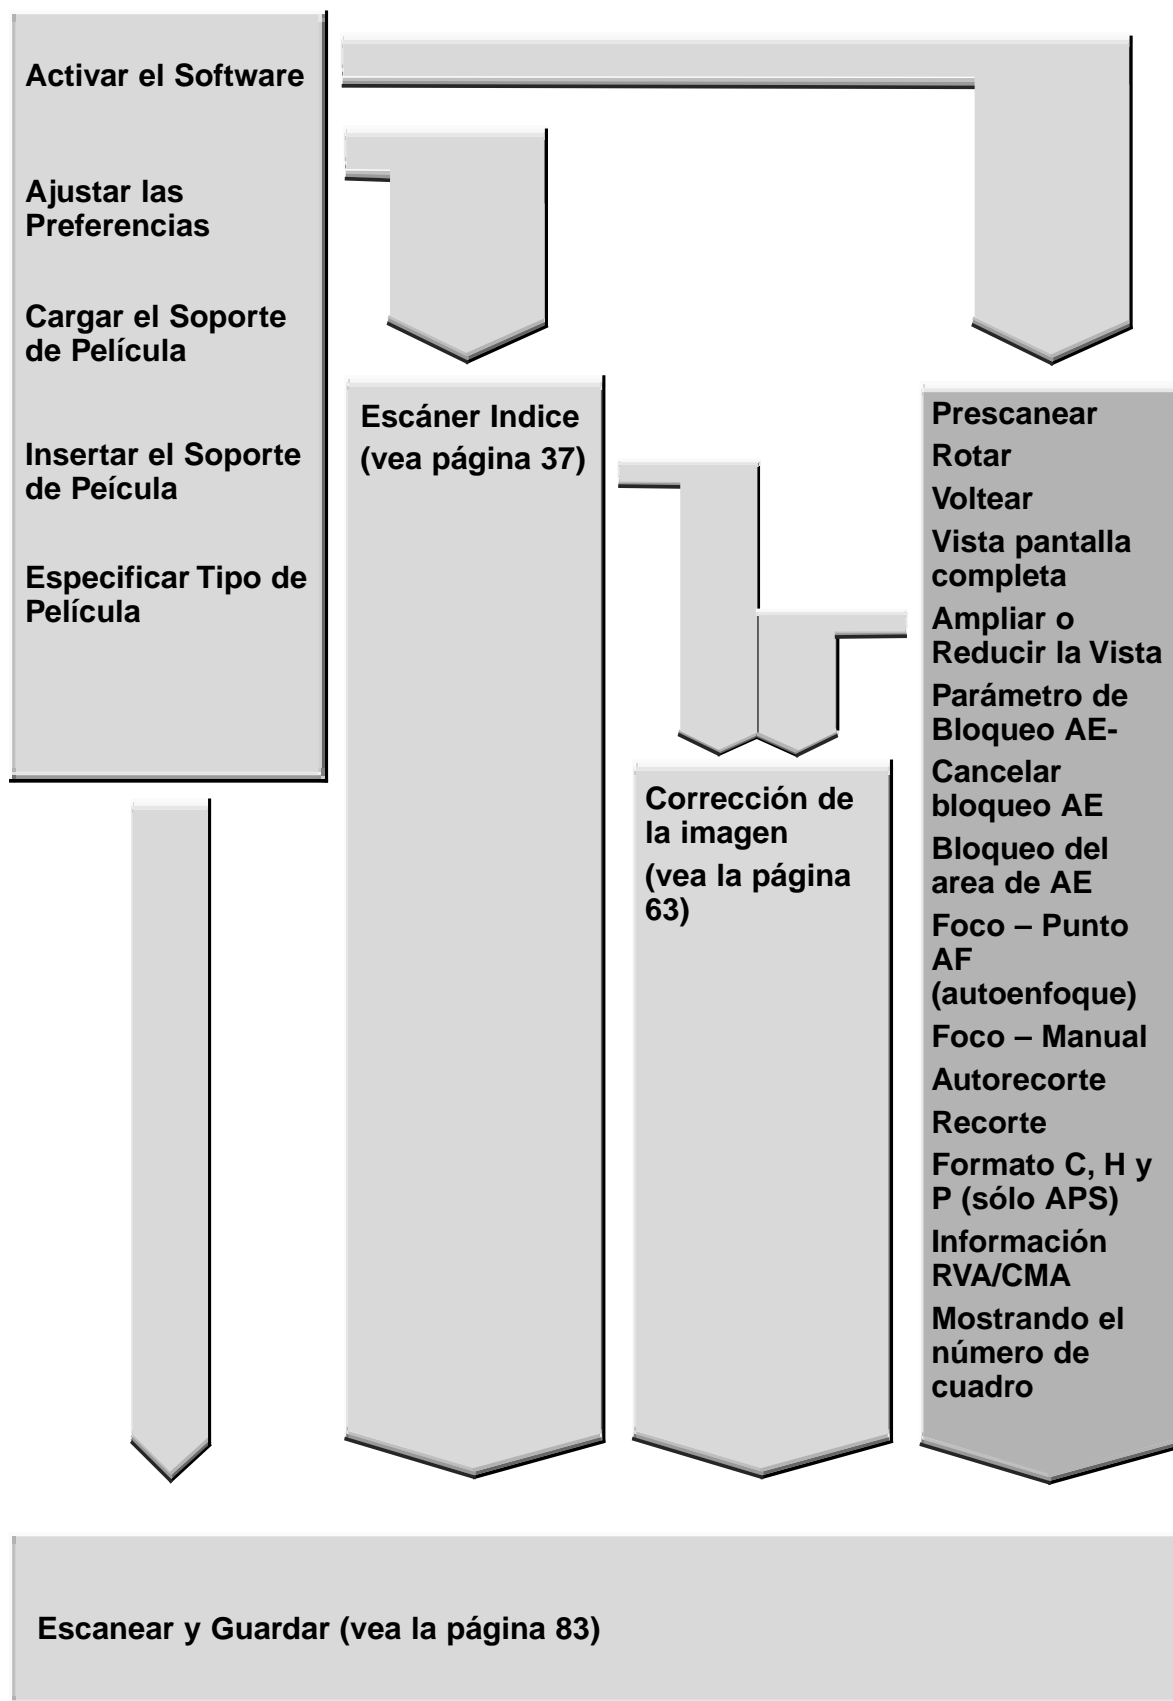 Activar el Software
Ajustar las
Preferencias
Cargar el Soporte
de Película
Insertar el Soporte
de Peícula
Especificar Tipo de
Película
Escáner Indice
(vea página 37)
Corrección de
la imagen
(vea la página
63)
Prescanear
Rotar
Voltear
Vista pantalla
completa
Ampliar o
Reducir la Vista
Parámetro de
Bloqueo AE-
Cancelar
bloqueo AE
Bloqueo del
area de AE
Foco – Punto
AF
(autoenfoque)
Foco – Manual
Autorecorte
Recorte
Formato C, H y
P (sólo APS)
Información
RVA/CMA
Mostrando el
número de
cuadro
Escanear y Guardar (vea la página 83)